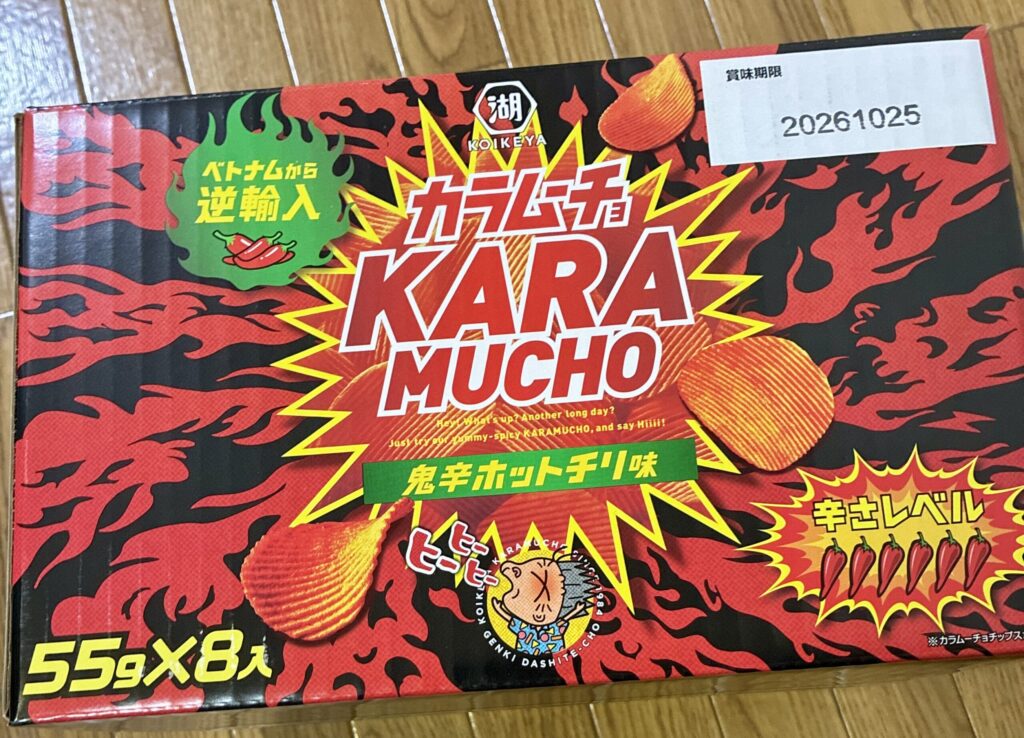 賞味期限
20261025
湖
KOIKEYA
ベトナムから
逆輸入
カラムーチョ
KARA
MUCHO
Hey! What's up? Another long day?
Just try our yummy-spicy KARAMUCHO, and say Hiiii!
鬼辛ホットチリ味
辛さレベル
ヒー
ヒーヒー
GENKI DASHITE-CHO
55g×8入
※カラムーチョチップス